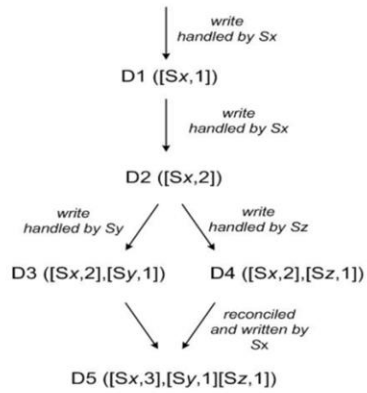 write
handled by Sx
D1 ([Sx,1])
write
handled by Sx
D2 ([Sx,2])
write
handled by Sy
write
handled by Sz
D3 ([Sx,2],[Sy,1])
D4 ([Sx,2],[Sz,1])
reconciled
and written by
Sx
D5 ([Sx,3],[Sy,1][Sz,1])